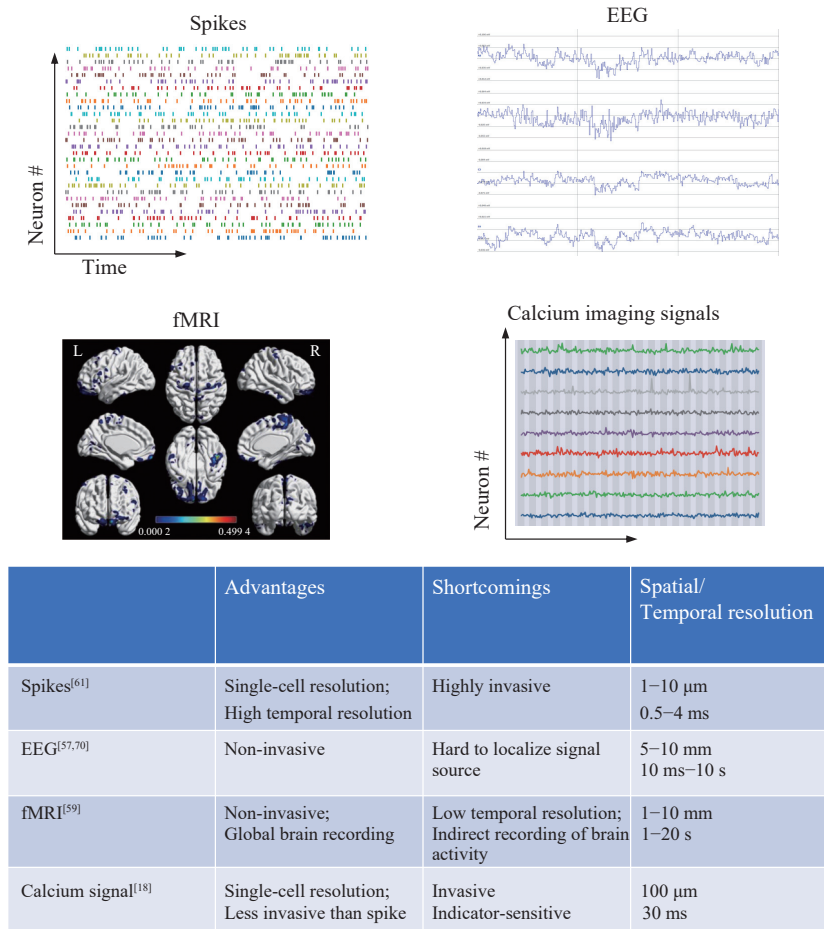 Spikes
EEG
Neuron #
Time
fMRI
L
R
0.000 2
0.499 4
Calcium imaging signals
Neuron #
Advantages
Shortcomings
Spatial/
Temporal resolution
Spikes[61]
Single-cell resolution;
High temporal resolution
Highly invasive
1−10 μm
0.5−4 ms
EEG[57,70]
Non-invasive
Hard to localize signal
source
5−10 mm
10 ms−10 s
fMRI[59]
Non-invasive;
Global brain recording
Low temporal resolution;
Indirect recording of brain
activity
1−10 mm
1−20 s
Calcium signal[18]
Single-cell resolution;
Less invasive than spike
Invasive
Indicator-sensitive
100 μm
30 ms